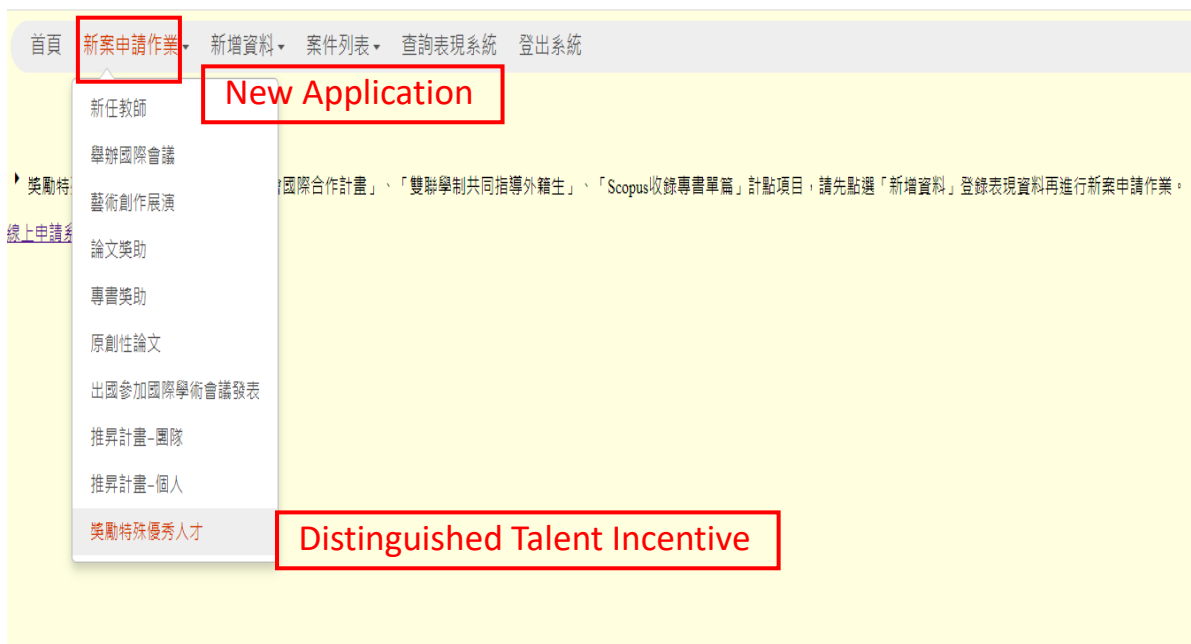 首頁 新案申請作業 新增資料 案件列表 查詢表現系統 登出系統
New Application
新任教師
舉辦國際會議
獎勵特 國際合作計畫」、「雙聯學制共同指導外籍生」、「Scopus收錄專書單篇」計點項目，請先點選「新增資料」登錄表現資料再進行新案申請作業。
藝術創作展演
線上申請系
論文獎助
專書獎助
原創性論文
出國參加國際學術會議發表
推昇計畫-團隊
推昇計畫-個人
獎勵特殊優秀人才
Distinguished Talent Incentive